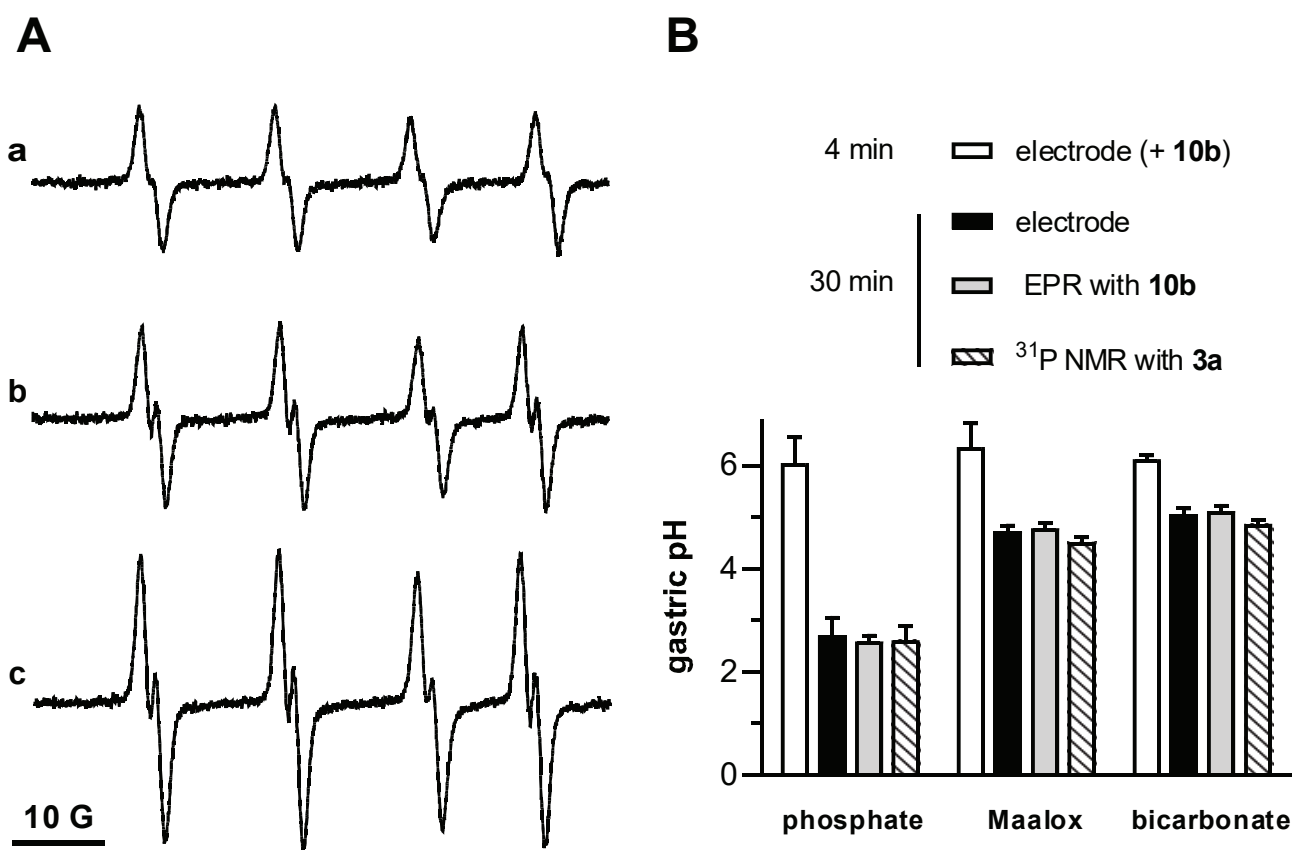 A
B
a
b
c
10 G
4 min
electrode (+ 10b)
electrode
30 min
EPR with 10b
31P NMR with 3a
gastric pH
6
4
2
0
phosphate
Maalox
bicarbonate